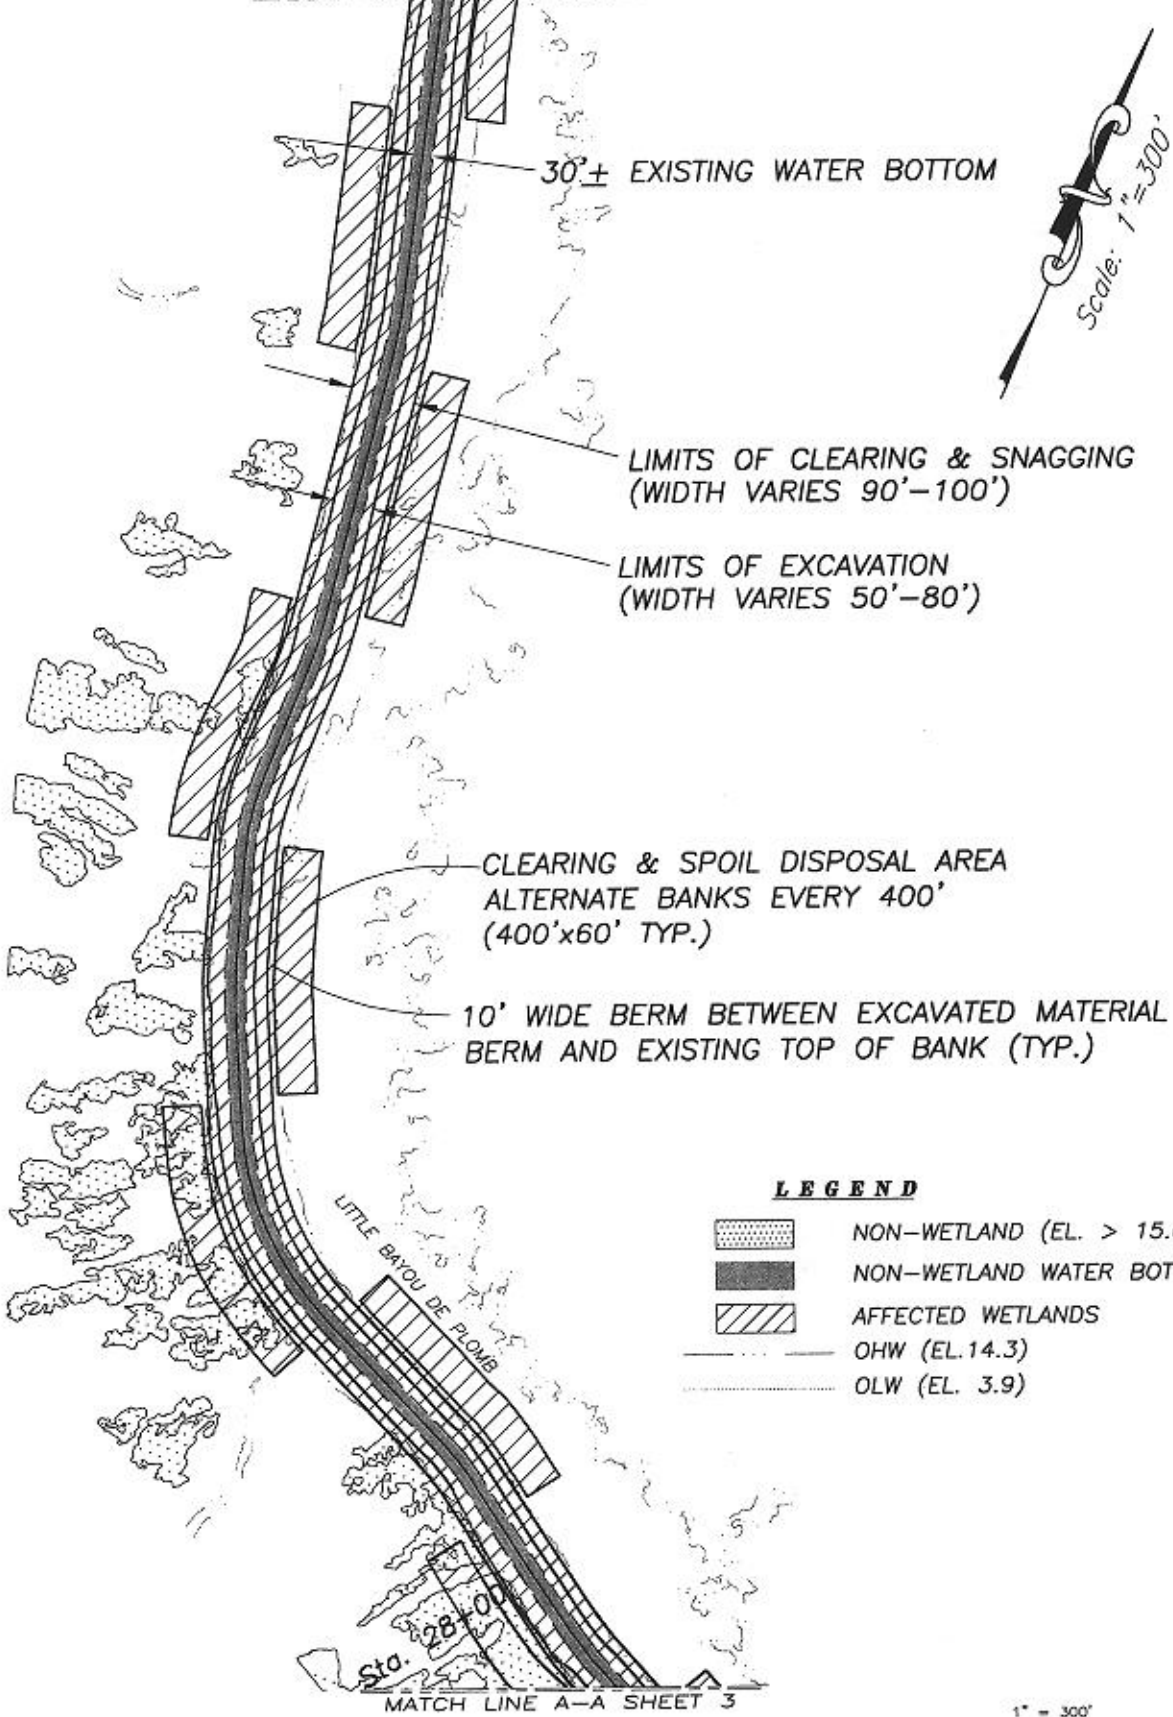 30'± EXISTING WATER BOTTOM
Scale: 1"=300'
LIMITS OF CLEARING & SNAGGING
(WIDTH VARIES 90'-100')
LIMITS OF EXCAVATION
(WIDTH VARIES 50'-80')
CLEARING & SPOIL DISPOSAL AREA
ALTERNATE BANKS EVERY 400'
(400'x60' TYP.)
10' WIDE BERM BETWEEN EXCAVATED MATERIAL
BERM AND EXISTING TOP OF BANK (TYP.)
LEGEND
NON-WETLAND (EL. > 15.
NON-WETLAND WATER BOT
AFFECTED WETLANDS
OHW (EL.14.3)
OLW (EL. 3.9)
LITTLE BAYOU DE PLOMB
Sta. 28+00
MATCH LINE A-A SHEET 3
1" = 300'